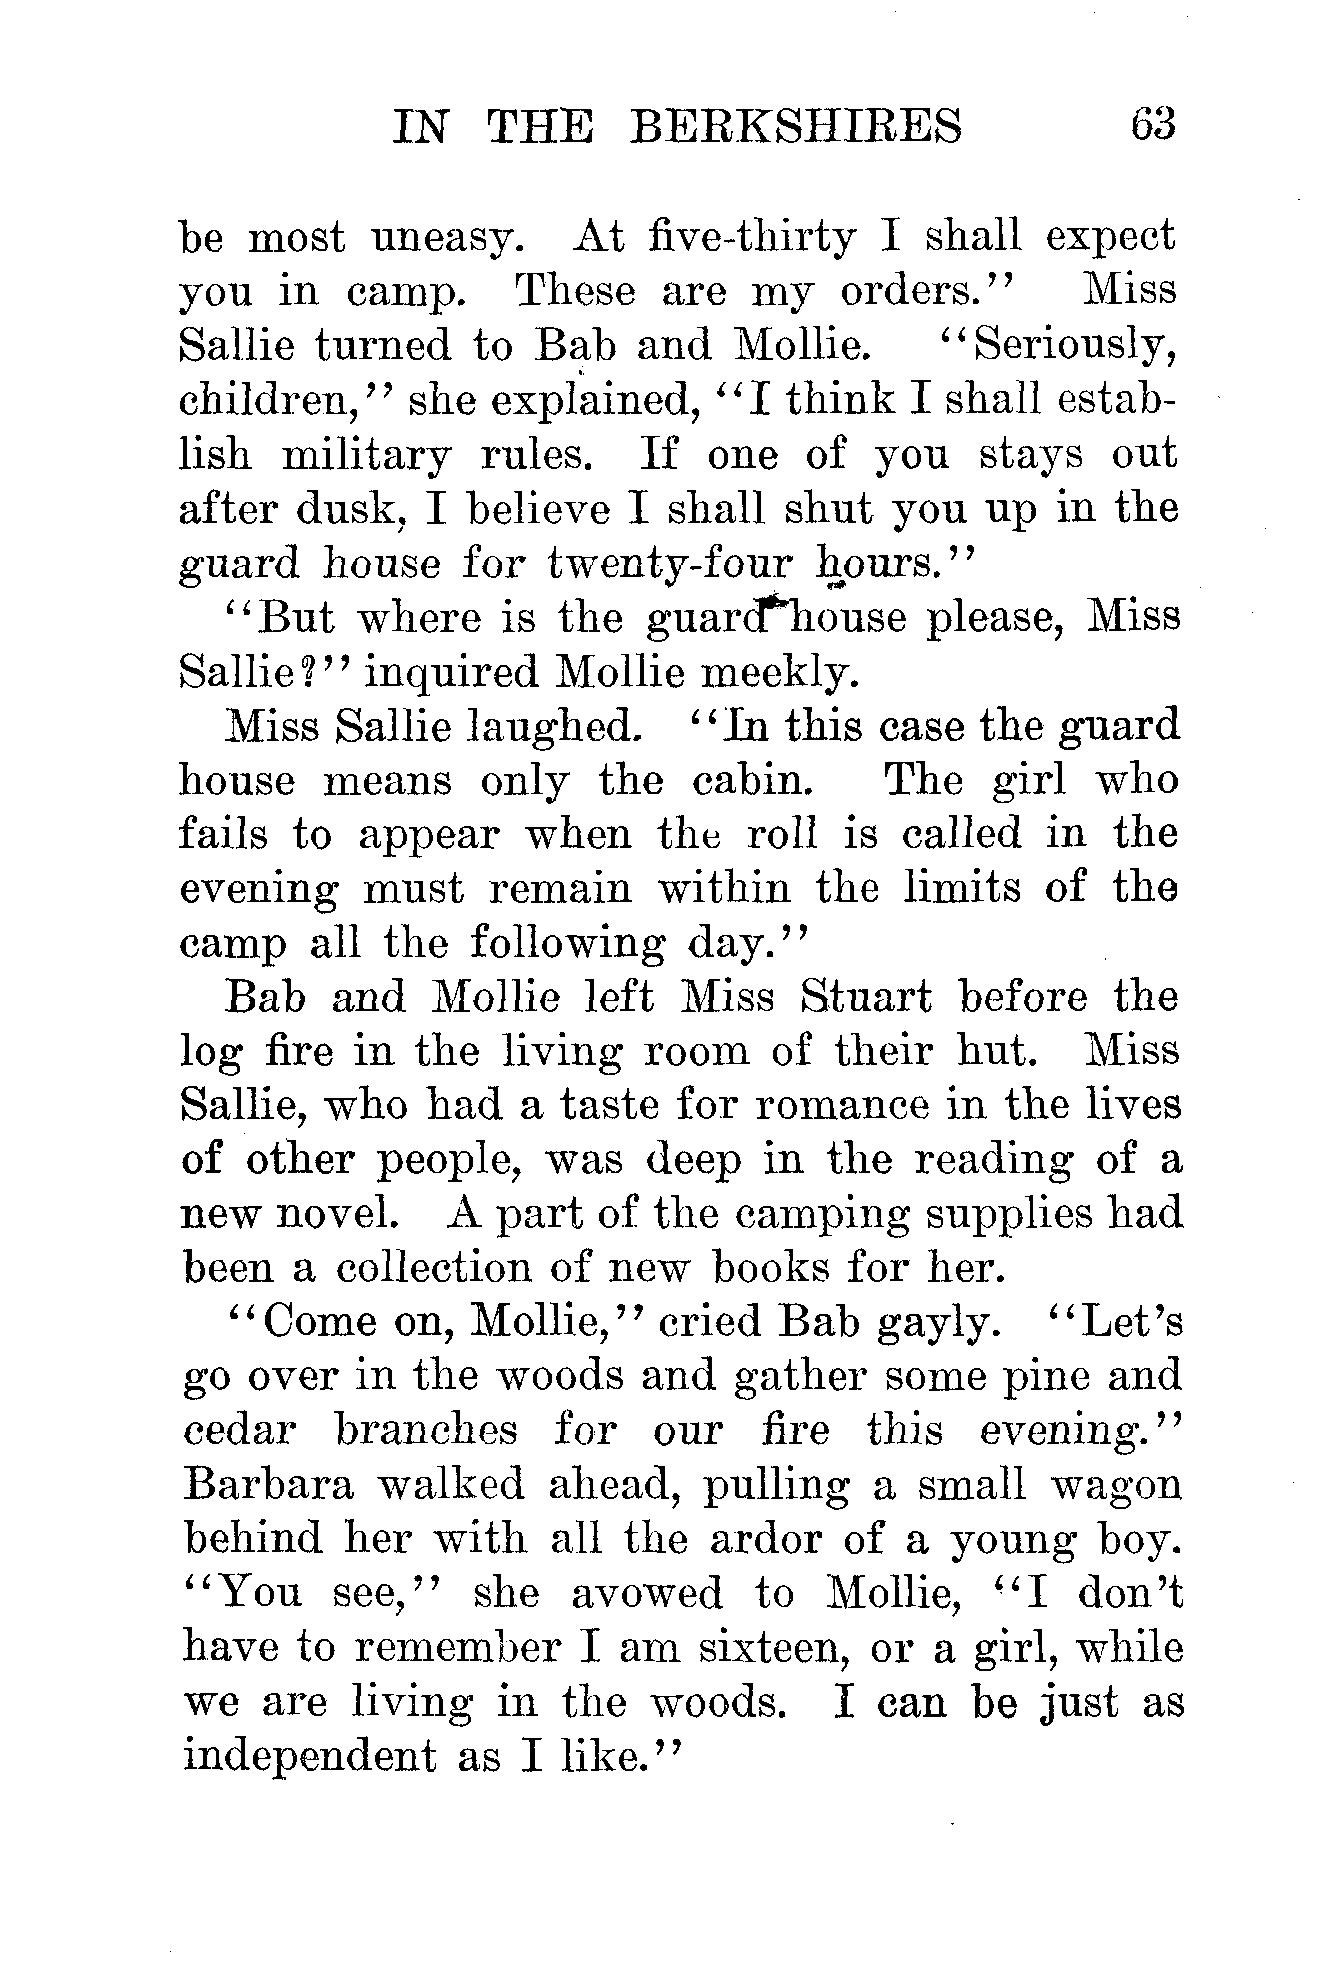 IN THE BERKSHIRES 63
be most uneasy. At five-thirty I shall expect
you in camp. These are my orders.” Miss
Sallie turned to Bab and Mollie. “Seriously,
children,” she explained, “I think I shall estab-
lish military rules. If one of you stays out
after dusk, I believe I shall shut you up in the
guard house for twenty-four hours.”
“But where is the guard house please, Miss
Sallie?” inquired Mollie meekly.
Miss Sallie laughed. “In this case the guard
house means only the cabin. The girl who
fails to appear when the roll is called in the
evening must remain within the limits of the
camp all the following day.”
Bab and Mollie left Miss Stuart before the
log fire in the living room of their hut. Miss
Sallie, who had a taste for romance in the lives
of other people, was deep in the reading of a
new novel. A part of the camping supplies had
been a collection of new books for her.
“Come on, Mollie,” cried Bab gayly. “Let’s
go over in the woods and gather some pine and
cedar branches for our fire this evening.”
Barbara walked ahead, pulling a small wagon
behind her with all the ardor of a young boy.
“You see,” she avowed to Mollie, “I don’t
have to remember I am sixteen, or a girl, while
we are living in the woods. I can be just as
independent as I like.”